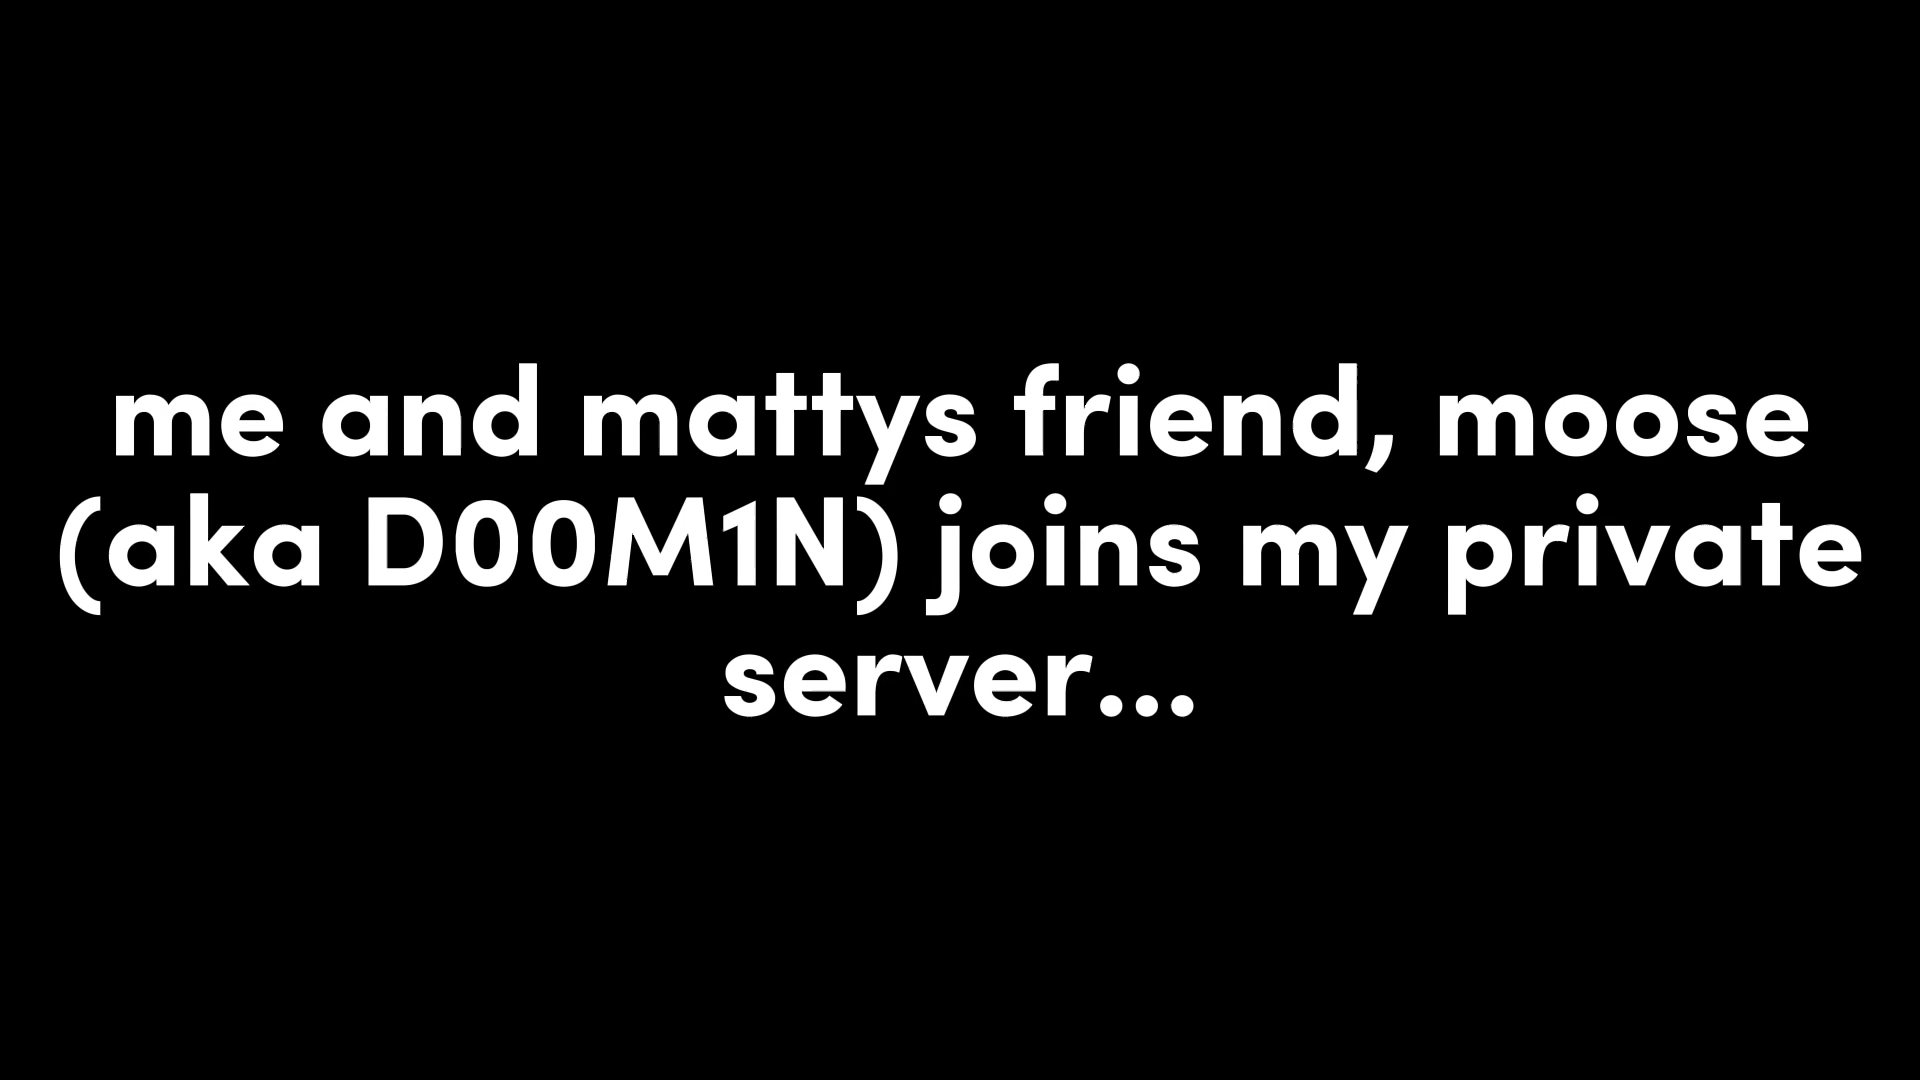 me and mattys friend, moose
(aka D00M1N) joins my private
server...